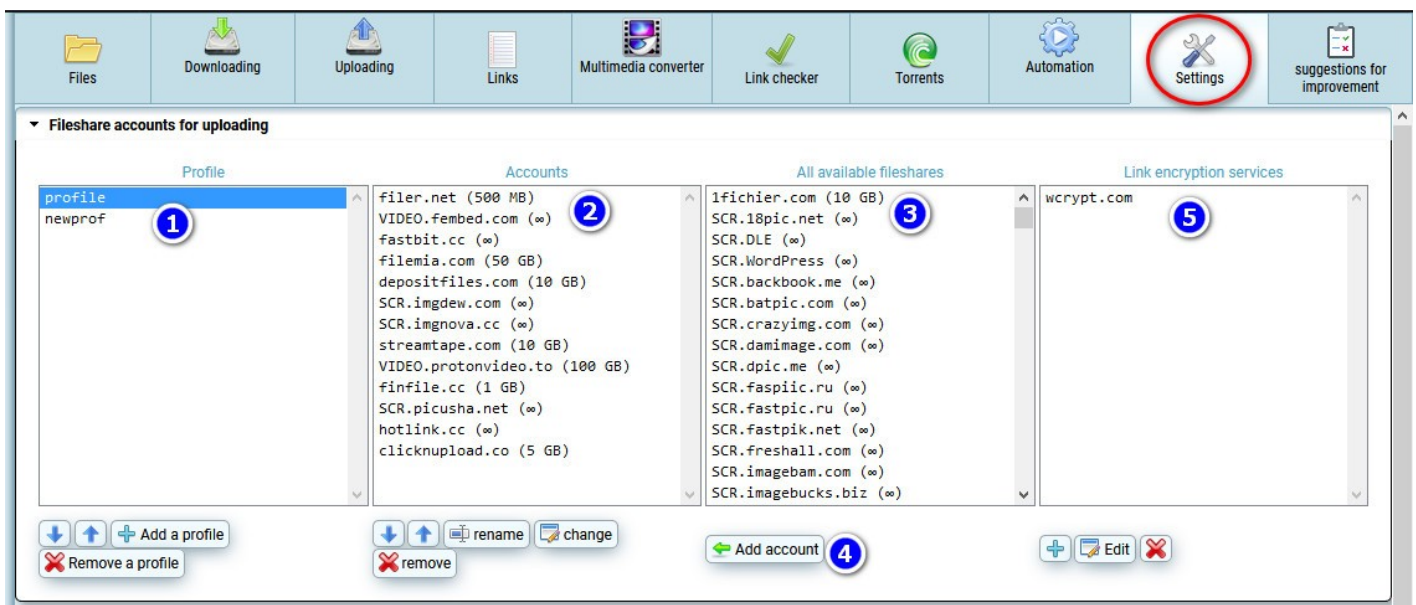 Files
Downloading
Uploading
Links
Multimedia converter
Link checker
Torrents
Automation
Settings
suggestions for
improvement
Fileshare accounts for uploading
Profile
profile
newprof
1
Add a profile
Remove a profile
Accounts
filer.net (500 MB)
VIDEO.fembed.com (∞)
fastbit.cc (∞)
filemia.com (50 GB)
depositfiles.com (10 GB)
SCR.imgdew.com (∞)
SCR.imgnova.cc (∞)
streamtape.com (10 GB)
VIDEO.protonvideo.to (100 GB)
finfile.cc (1 GB)
SCR.picusha.net (∞)
hotlink.cc (∞)
clicknupload.co (5 GB)
2
rename
change
remove
All available fileshares
1fichier.com (10 GB)
SCR.18pic.net (∞)
SCR.DLE (∞)
SCR.WordPress (∞)
SCR.backbook.me (∞)
SCR.batpic.com (∞)
SCR.crazyimg.com (∞)
SCR.damimage.com (∞)
SCR.dpic.me (∞)
SCR.faspiic.ru (∞)
SCR.fastpic.ru (∞)
SCR.fastpik.net (∞)
SCR.freshall.com (∞)
SCR.imagebam.com (∞)
SCR.imagebucks.biz (∞)
3
Add account
4
Link encryption services
wcrypt.com
5
Edit